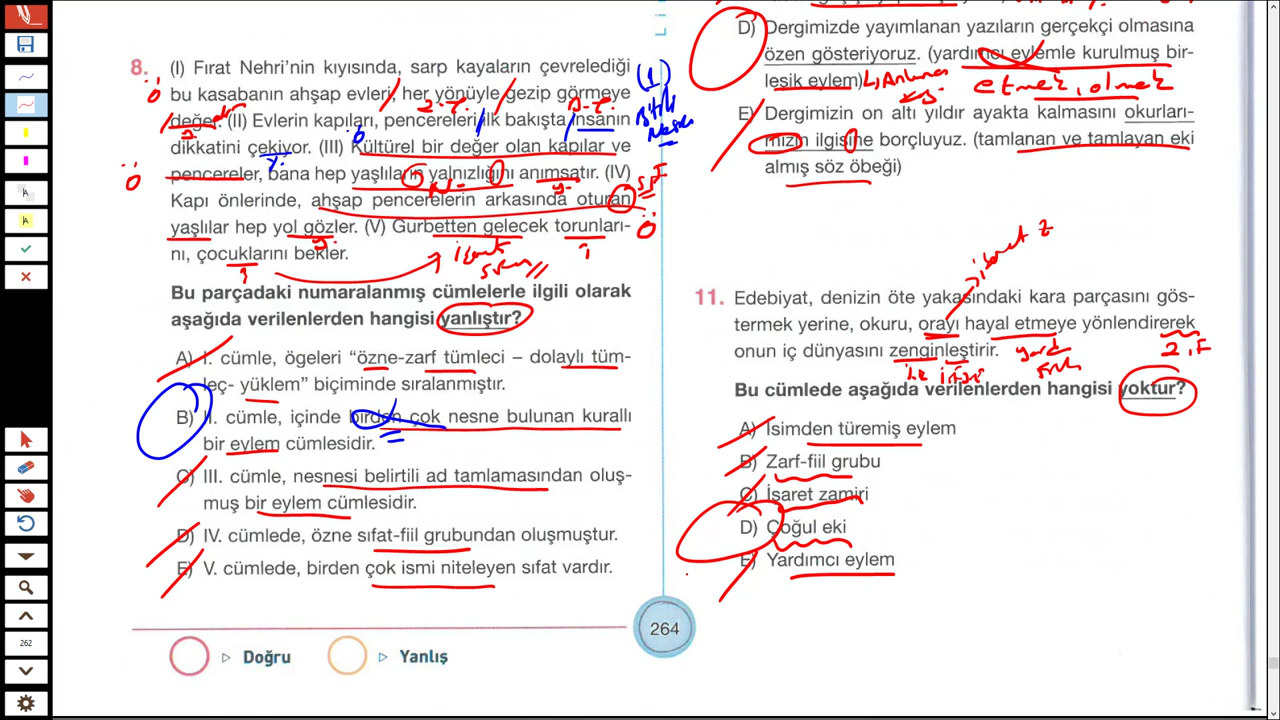 8. (I) Fırat Nehri'nin kıyısında, sarp kayaların çevrelediği
bu kasabanın ahşap evleri, hep yönüyle gezip görmeye
değer. (II) Evlerin kapıları, pencereleri ilk bakışta insanın
dikkatini çekiyor. (III) Kültürel bir değer olan kapılar ve
pencereler, bana hep yaşlıların yalnızlığını anımsatır. (IV)
Kapı önlerinde, ahşap pencerelerin arkasında oturan
yaşlılar hep yol gözler. (V) Gurbetten gelecek torunları-
nı, çocuklarını bekler.
işaret
Bu parçadaki numaralanmış cümlelerle ilgili olarak
aşağıda verilenlerden hangisi yanlıştır?
A) I. cümle, ögeleri "özne-zarf tümleci – dolaylı tüm-
leç- yüklem" biçiminde sıralanmıştır.
B) II. cümle, içinde birden çok nesne bulunan kurallı
bir eylem cümlesidir.
C) III. cümle, nesnesi belirtili ad tamlamasından oluş-
muş bir eylem cümlesidir.
D) IV. cümlede, özne sıfat-fiil grubundan oluşmuştur.
E) V. cümlede, birden çok ismi niteleyen sıfat vardır.
Doğru
Yanlış
264
D) Dergimizde yayımlanan yazıların gerçekçi olmasına
özen gösteriyoruz. (yardımcı eylemle kurulmuş bir-
leşik eylem)
etmek, olmak
E) Dergimizin on altı yıldır ayakta kalmasını okurları-
mızın ilgisine borçluyuz. (tamlanan ve tamlayan eki
almış söz öbeği)
işaret z
11. Edebiyat, denizin öte yakasındaki kara parçasını gös-
termek yerine, okuru, orayı hayal etmeye yönlendirerek
onun iç dünyasını zenginleştirir.
yard
2. F
Bu cümlede aşağıda verilenlerden hangisi yoktur?
A) İsimden türemiş eylem
B) Zarf-fiil grubu
C) İşaret zamiri
D) Çoğul eki
E) Yardımcı eylem
262